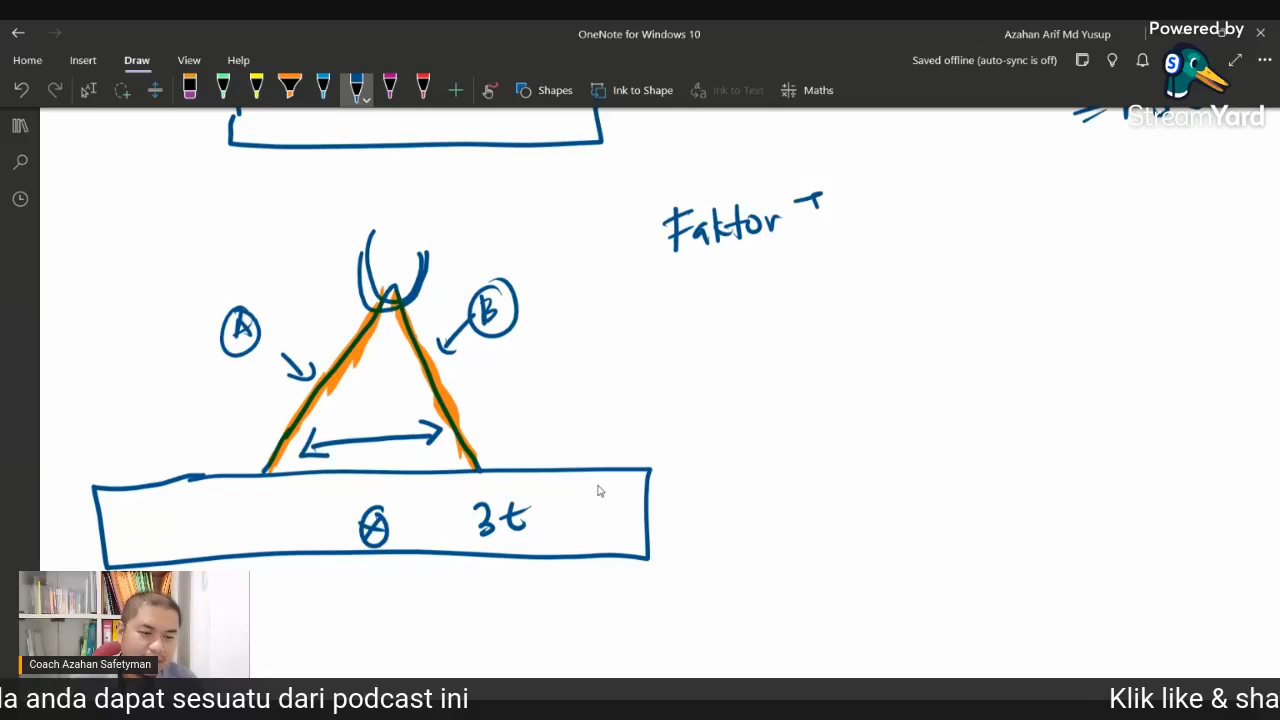 OneNote for Windows 10
Azahan Arif Md Yusup
Powered by
Home Insert Draw View Help
Saved offline (auto-sync is off)
S
Shapes Ink to Shape Ink to Text Maths
StreamYard
Faktor T
A
B
3t
Coach Azahan Safetyman
la anda dapat sesuatu dari podcast ini
Klik like & sha